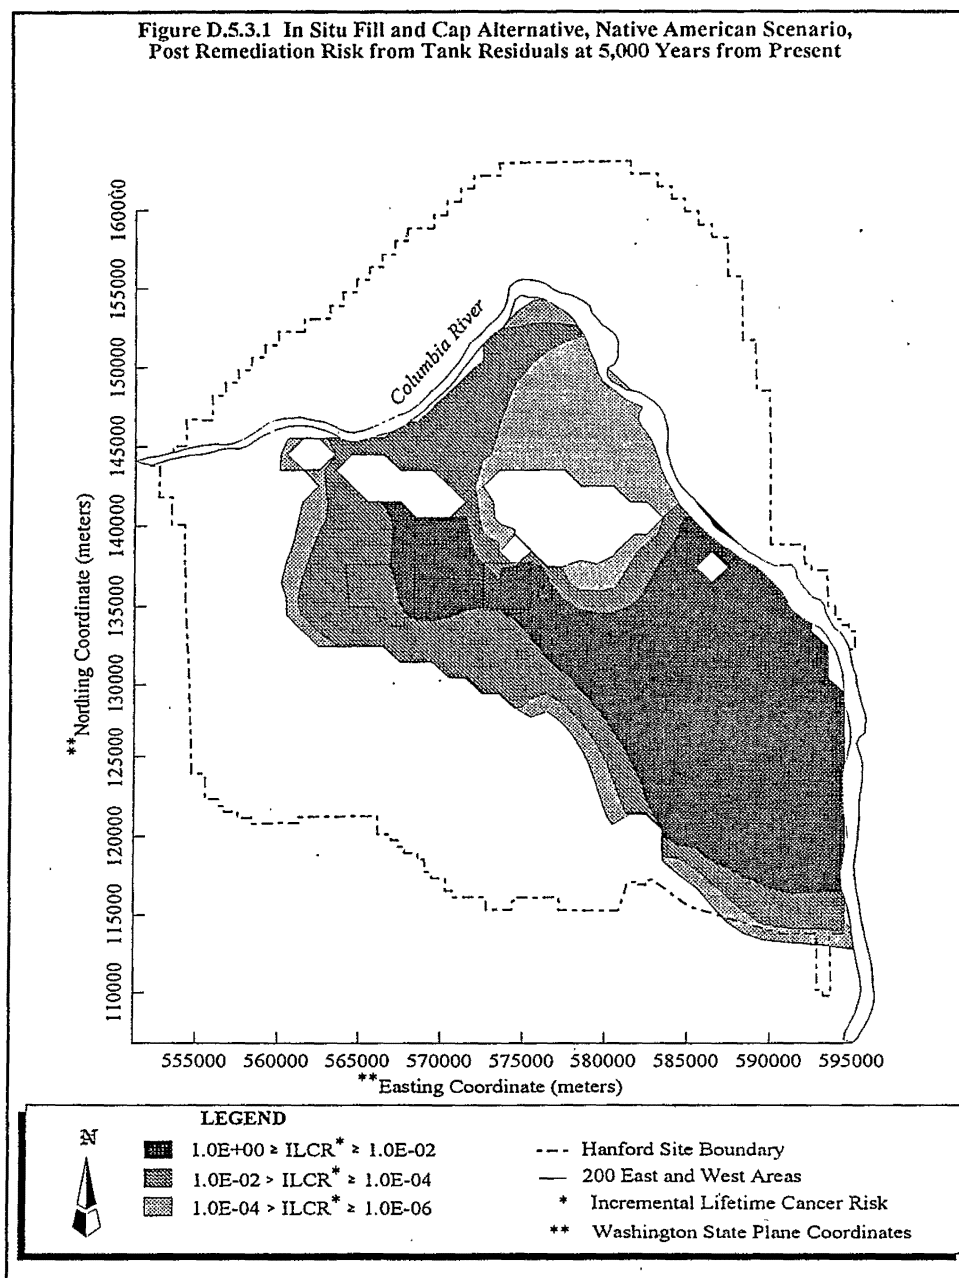 Figure D.5.3.1 In Situ Fill and Cap Alternative, Native American Scenario,
Post Remediation Risk from Tank Residuals at 5,000 Years from Present
Columbia River
**Northing Coordinate (meters)
160000
155000
150000
145000
140000
135000
130000
125000
120000
115000
110000
555000 560000 565000 570000 575000 580000 585000 590000 595000
**Easting Coordinate (meters)
LEGEND
N
1.0E+00 ≥ ILCR* ≥ 1.0E-02
1.0E-02 > ILCR* ≥ 1.0E-04
1.0E-04 > ILCR* ≥ 1.0E-06
Hanford Site Boundary
200 East and West Areas
* Incremental Lifetime Cancer Risk
** Washington State Plane Coordinates